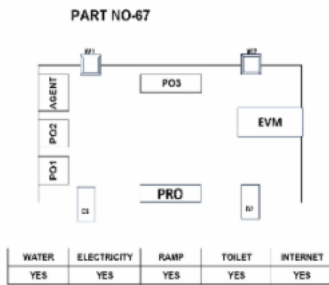 PART NO-67
W1
W2
AGENT
PO3
EVM
PO2
PO1
PRO
WATER ELECTRICITY RAMP TOILET INTERNET
YES YES YES YES YES